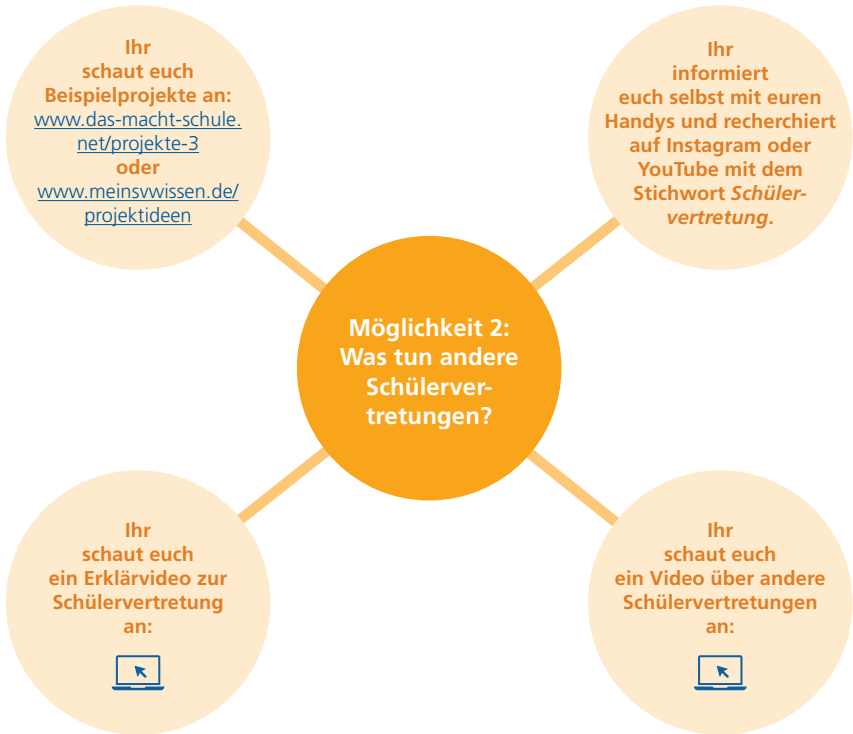 Ihr
schaut euch
Beispielprojekte an:
www.das-macht-schule.
net/projekte-3
oder
www.meinsvwissen.de/
projektideen
Ihr
informiert
euch selbst mit euren
Handys und recherchiert
auf Instagram oder
YouTube mit dem
Stichwort Schüler-
vertretung.
Möglichkeit 2:
Was tun andere
Schülerver-
tretungen?
Ihr
schaut euch
ein Erklärvideo zur
Schülervertretung
an:
Ihr
schaut euch
ein Video über andere
Schülervertretungen
an: